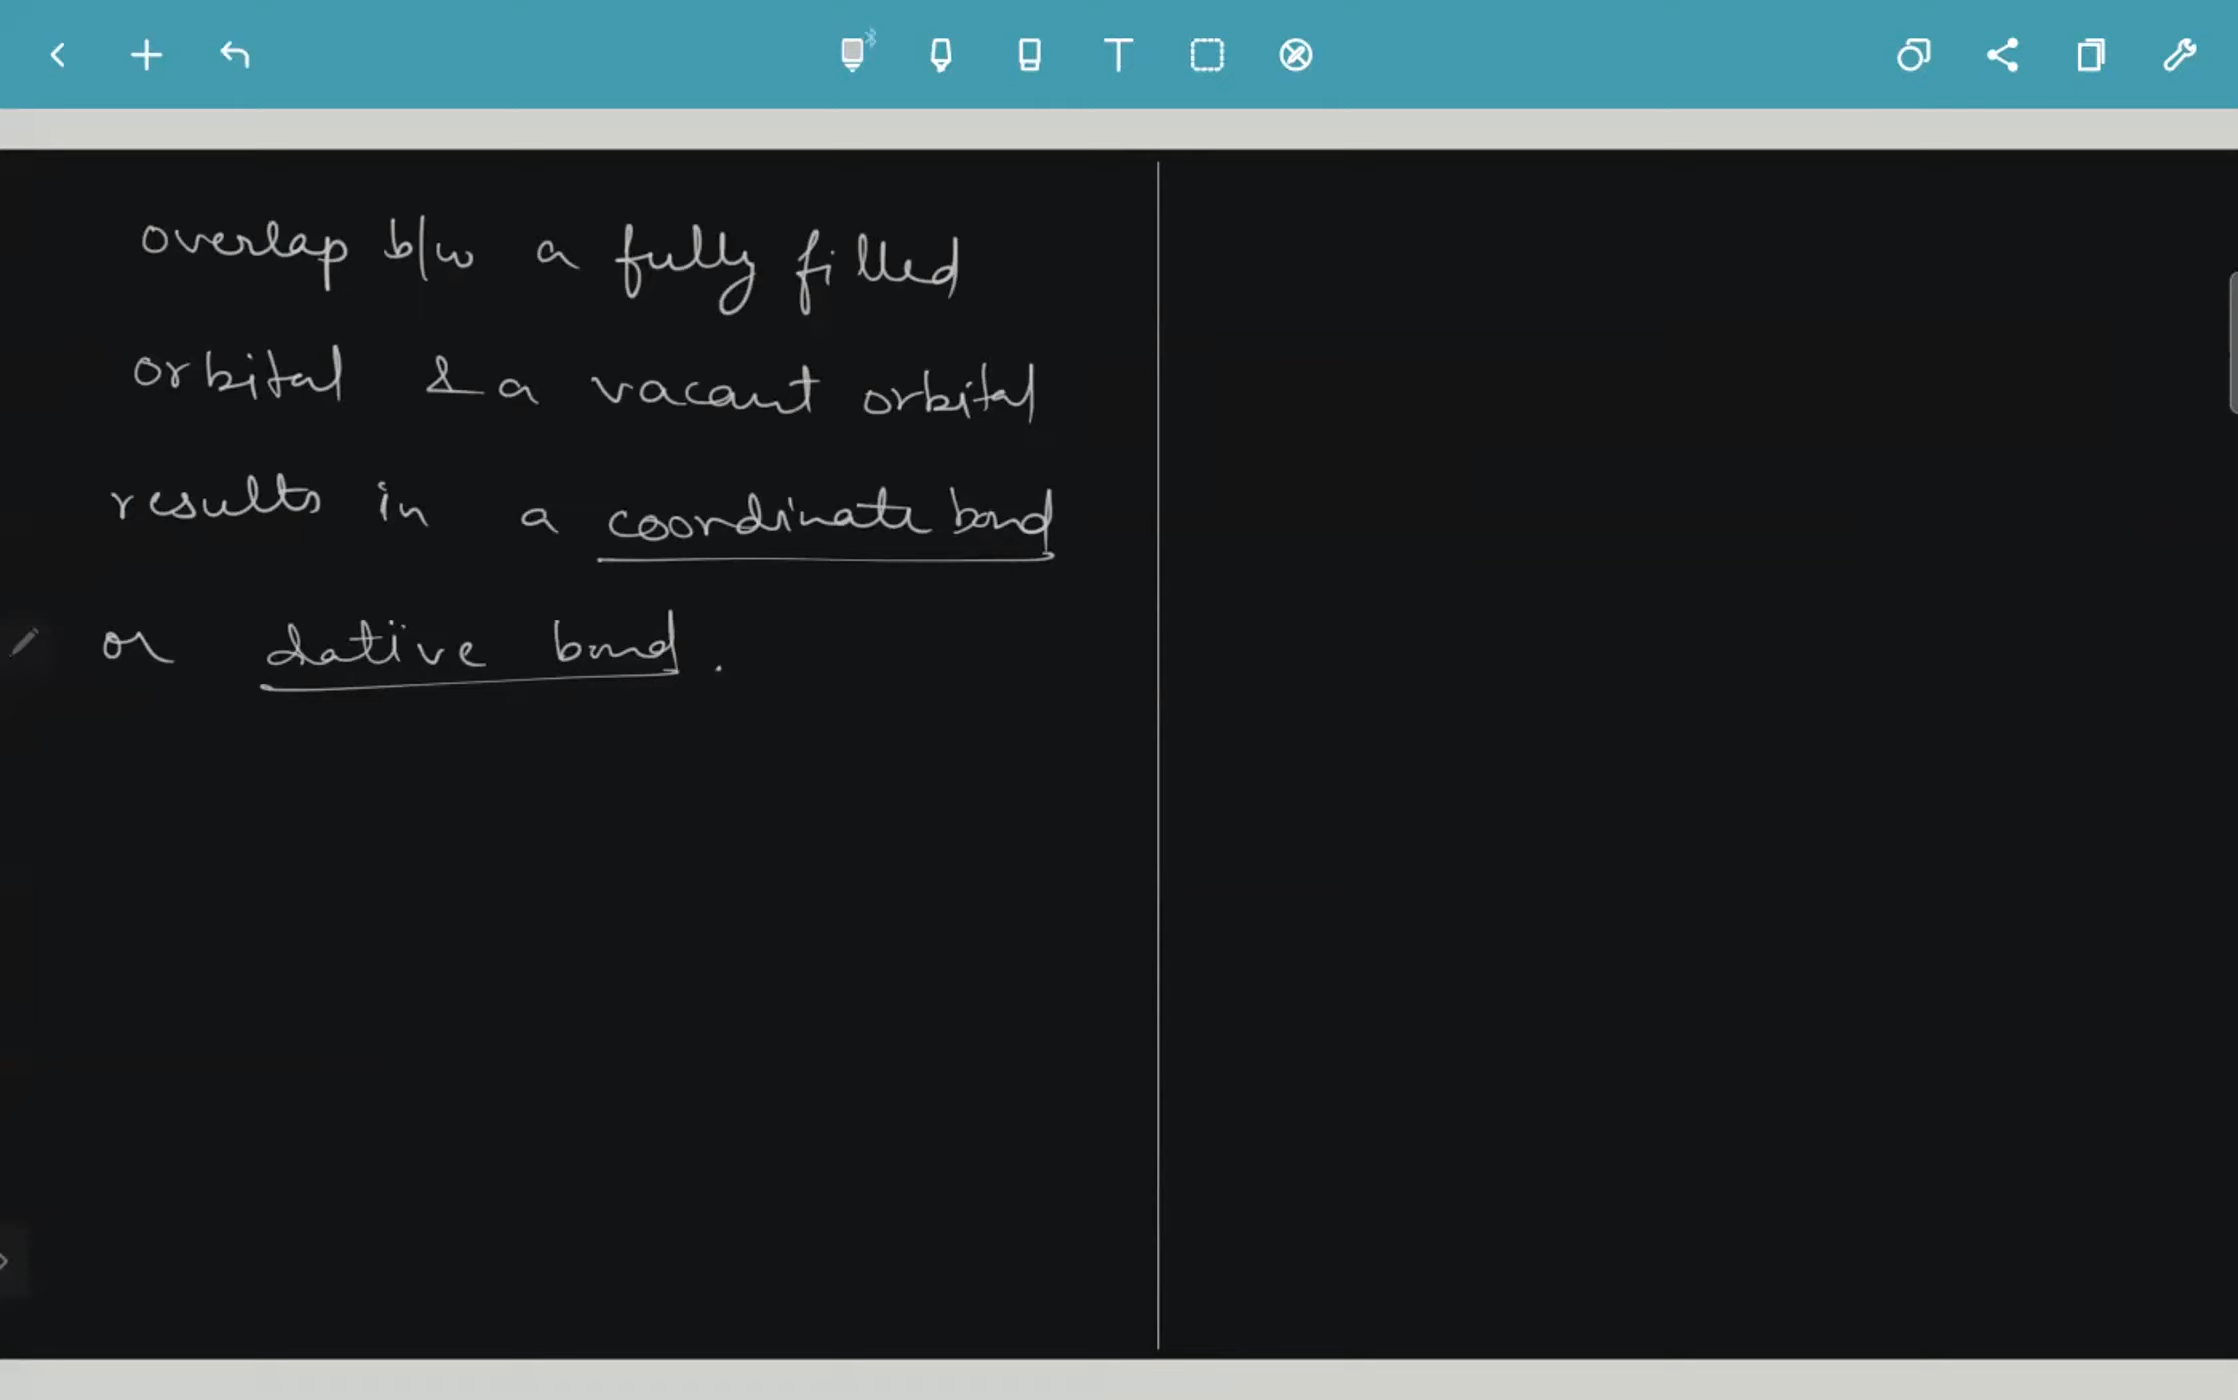 overlap b/w a fully filled
orbital & a vacant orbital
results in a coordinate bond
or dative bond.